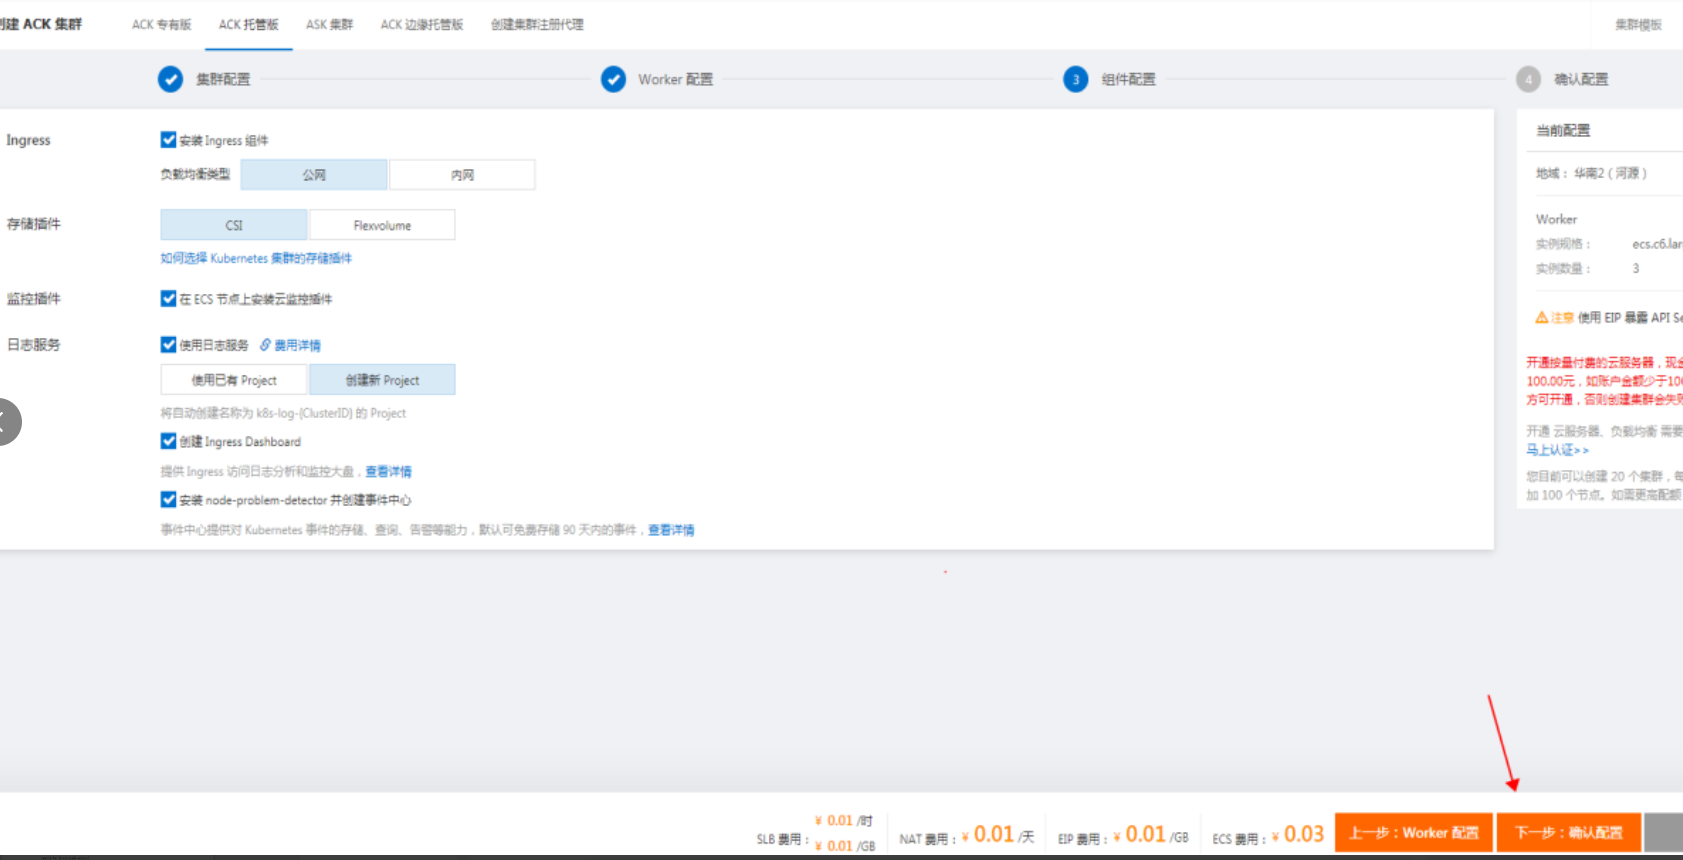 创建 ACK 集群
ACK 专有版
ACK 托管版
ASK 集群
ACK 边缘托管版
创建集群注册代理
集群模板
集群配置
Worker 配置
3 组件配置
4 确认配置
Ingress
安装 Ingress 组件
负载均衡类型 公网 内网
存储插件
CSI Flexvolume
如何选择 Kubernetes 集群的存储插件
监控插件
在 ECS 节点上安装云监控插件
日志服务
使用日志服务 费用详情
使用已有 Project 创建新 Project
将自动创建名称为 k8s-log-{ClusterID} 的 Project
创建 Ingress Dashboard
提供 Ingress 访问日志分析和监控大盘，查看详情
安装 node-problem-detector 并创建事件中心
事件中心提供对 Kubernetes 事件的存储、查询、告警等能力，默认可免费存储 90 天内的事件，查看详情
当前配置
地域： 华南2（河源）
Worker
实例规格： ecs.c6.lar
实例数量： 3
注意 使用 EIP 暴露 API Se
开通按量付费的云服务器，现金
100.00元，如账户金额少于100
方可开通，否则创建集群会失败
开通 云服务器、负载均衡 需要
马上认证>>
您目前可以创建 20 个集群，每
加 100 个节点。如需更高配额
SLB 费用： ¥ 0.01 /时
¥ 0.01 /GB
NAT 费用： ¥ 0.01 /天
EIP 费用： ¥ 0.01 /GB
ECS 费用： ¥ 0.03
上一步：Worker 配置
下一步：确认配置